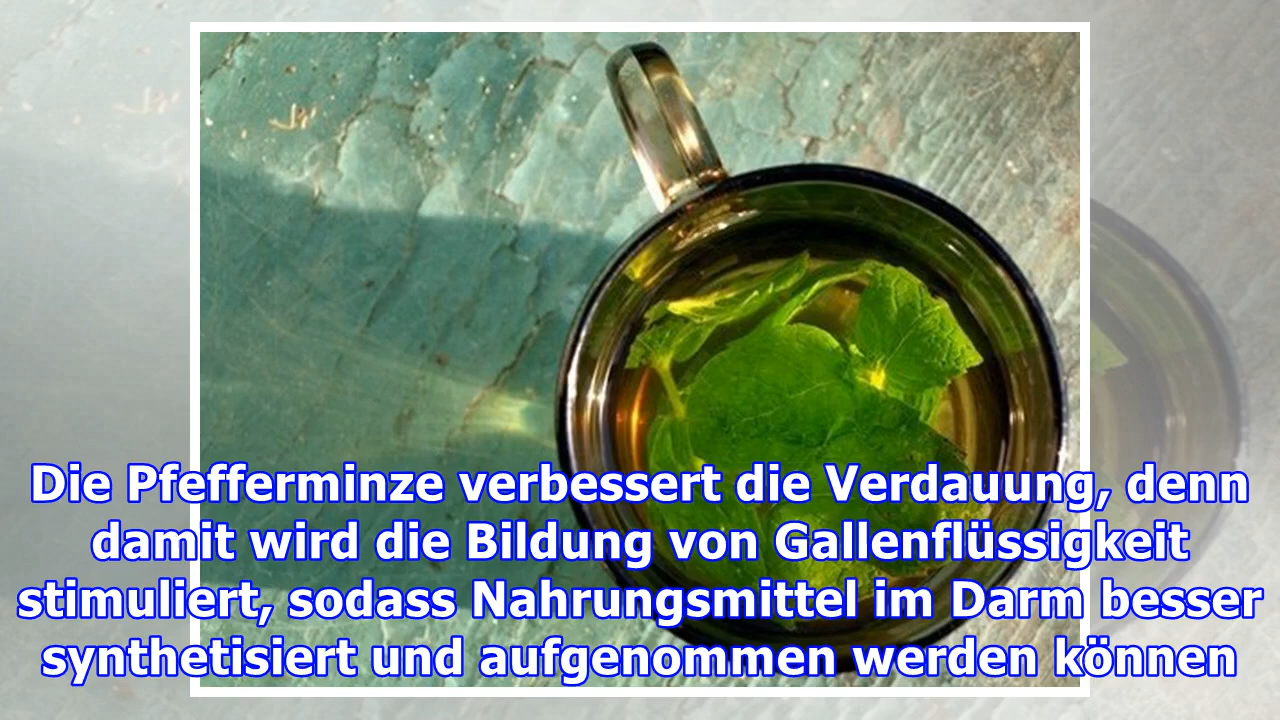 Die Pfefferminze verbessert die Verdauung, denn
damit wird die Bildung von Gallenflüssigkeit
stimuliert, sodass Nahrungsmittel im Darm besser
synthetisiert und aufgenommen werden können